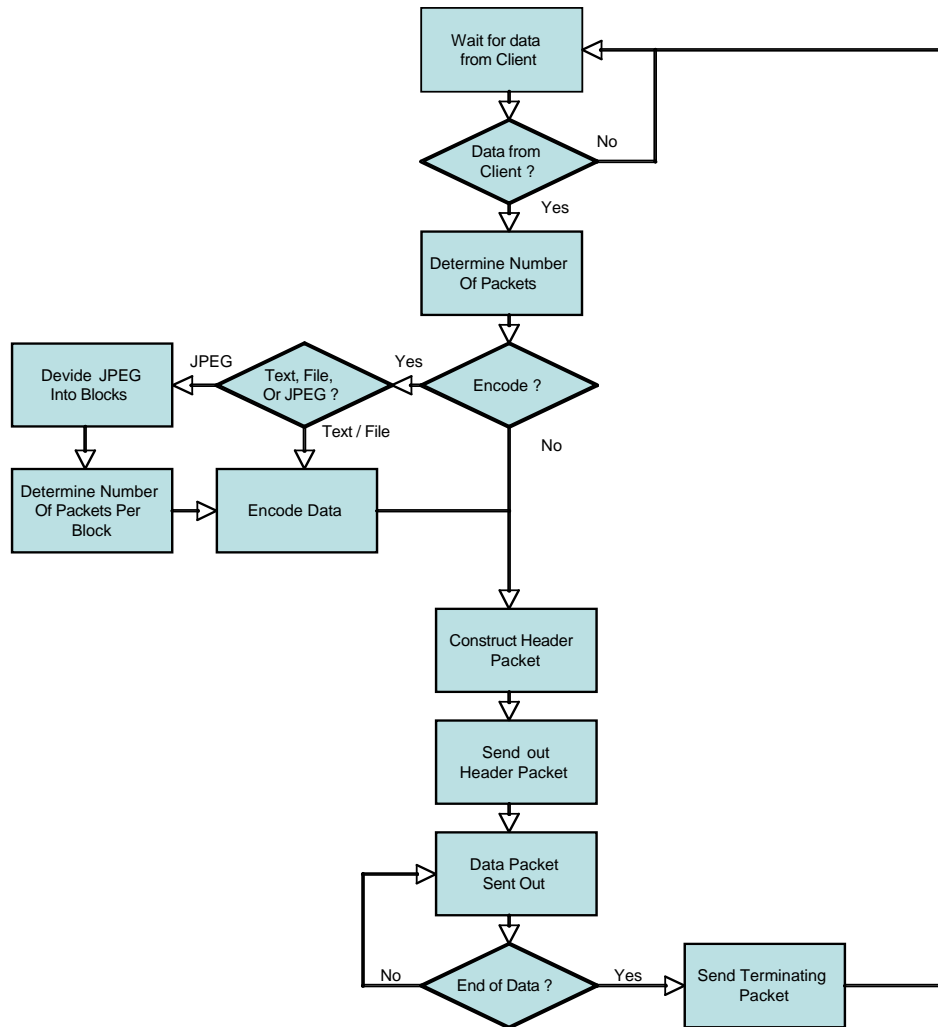 Wait for data
from Client
Data from
Client ?
No
Yes
Determine Number
Of Packets
Encode ?
Yes
No
Text, File,
Or JPEG ?
JPEG
Text / File
Devide JPEG
Into Blocks
Determine Number
Of Packets Per
Block
Encode Data
Construct Header
Packet
Send out
Header Packet
Data Packet
Sent Out
End of Data ?
No
Yes
Send Terminating
Packet